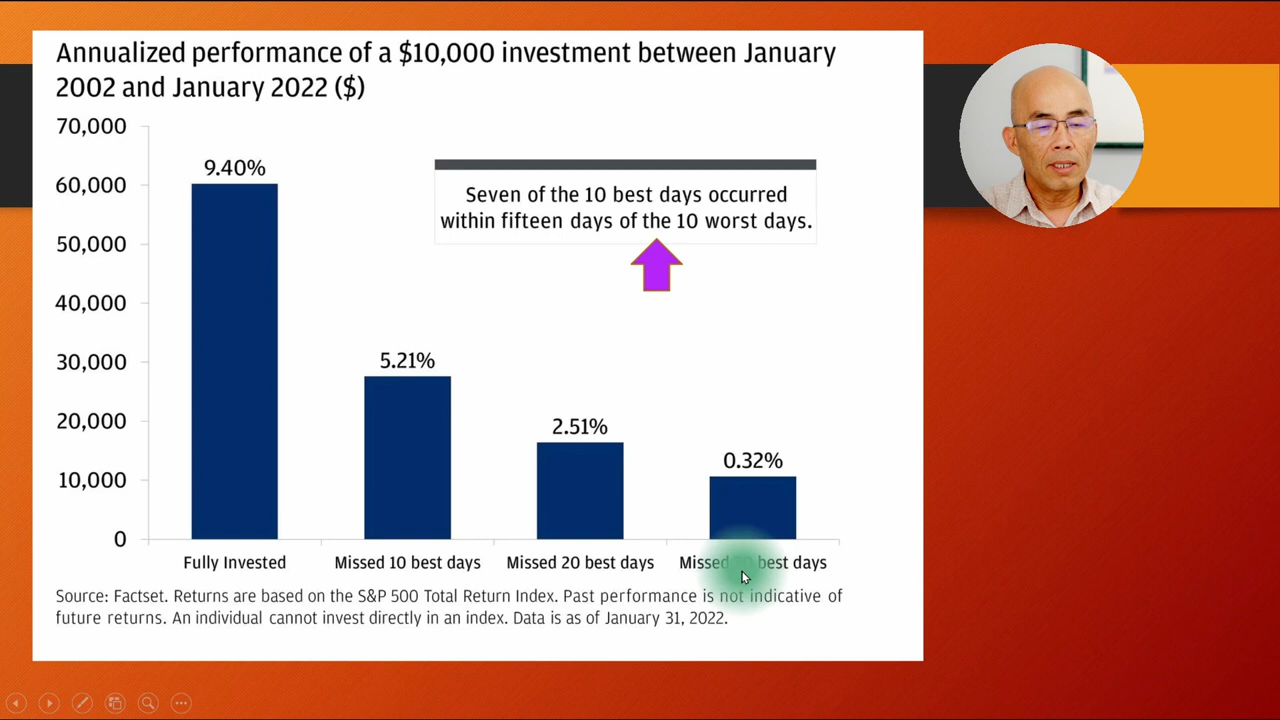 Annualized performance of a $10,000 investment between January
2002 and January 2022 ($)
70,000
60,000
50,000
40,000
30,000
20,000
10,000
0
9.40%
5.21%
2.51%
0.32%
Seven of the 10 best days occurred
within fifteen days of the 10 worst days.
Fully Invested
Missed 10 best days
Missed 20 best days
Missed best days
Source: Factset. Returns are based on the S&P 500 Total Return Index. Past performance is not indicative of
future returns. An individual cannot invest directly in an index. Data is as of January 31, 2022.